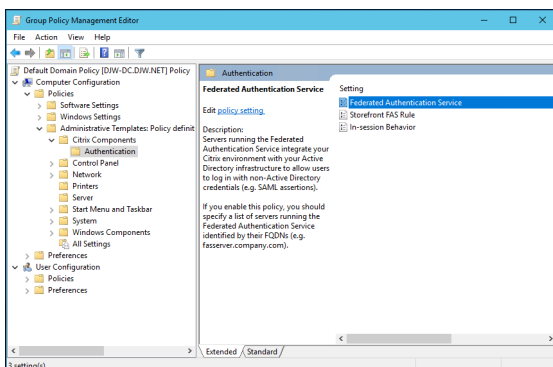 Group Policy Management Editor
File Action View Help
Default Domain Policy [DJW-DC.DJW.NET] Policy
Computer Configuration
Policies
Software Settings
Windows Settings
Administrative Templates: Policy definit
Citrix Components
Authentication
Control Panel
Network
Printers
Server
Start Menu and Taskbar
System
Windows Components
All Settings
Preferences
User Configuration
Policies
Preferences
Authentication
Federated Authentication Service
Edit policy setting
Description:
Servers running the Federated
Authentication Service integrate your
Citrix environment with your Active
Directory infrastructure to allow users
to log in with non-Active Directory
credentials (e.g. SAML assertions).
If you enable this policy, you should
specify a list of servers running the
Federated Authentication Service
identified by their FQDNs (e.g.
fasserver.company.com).
Setting
Federated Authentication Service
Storefront FAS Rule
In-session Behavior
Extended Standard
3 setting(s)